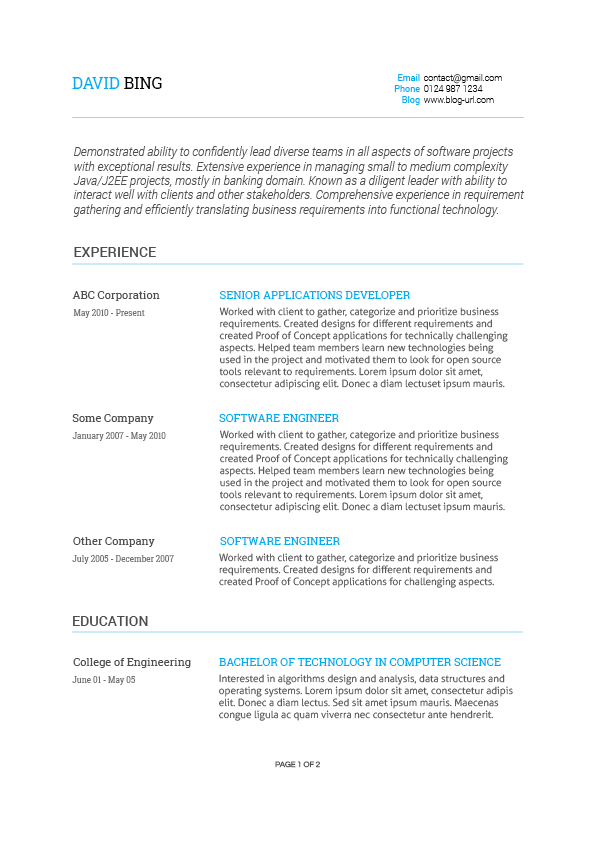 DAVID BING
Email contact@gmail.com
Phone 0124 987 1234
Blog www.blog-url.com
Demonstrated ability to confidently lead diverse teams in all aspects of software projects
with exceptional results. Extensive experience in managing small to medium complexity
Java/J2EE projects, mostly in banking domain. Known as a diligent leader with ability to
interact well with clients and other stakeholders. Comprehensive experience in requirement
gathering and efficiently translating business requirements into functional technology.
EXPERIENCE
ABC Corporation
May 2010 - Present
SENIOR APPLICATIONS DEVELOPER
Worked with client to gather, categorize and prioritize business
requirements. Created designs for different requirements and
created Proof of Concept applications for technically challenging
aspects. Helped team members learn new technologies being
used in the project and motivated them to look for open source
tools relevant to requirements. Lorem ipsum dolor sit amet,
consectetur adipiscing elit. Donec a diam lectuset ipsum mauris.
Some Company
January 2007 - May 2010
SOFTWARE ENGINEER
Worked with client to gather, categorize and prioritize business
requirements. Created designs for different requirements and
created Proof of Concept applications for technically challenging
aspects. Helped team members learn new technologies being
used in the project and motivated them to look for open source
tools relevant to requirements. Lorem ipsum dolor sit amet,
consectetur adipiscing elit. Donec a diam lectuset ipsum mauris.
Other Company
July 2005 - December 2007
SOFTWARE ENGINEER
Worked with client to gather, categorize and prioritize business
requirements. Created designs for different requirements and
created Proof of Concept applications for challenging aspects.
EDUCATION
College of Engineering
June 01 - May 05
BACHELOR OF TECHNOLOGY IN COMPUTER SCIENCE
Interested in algorithms design and analysis, data structures and
operating systems. Lorem ipsum dolor sit amet, consectetur adipis
elit. Donec a diam lectus. Sed sit amet ipsum mauris. Maecenas
congue ligula ac quam viverra nec consectetur ante hendrerit.
PAGE 1 OF 2